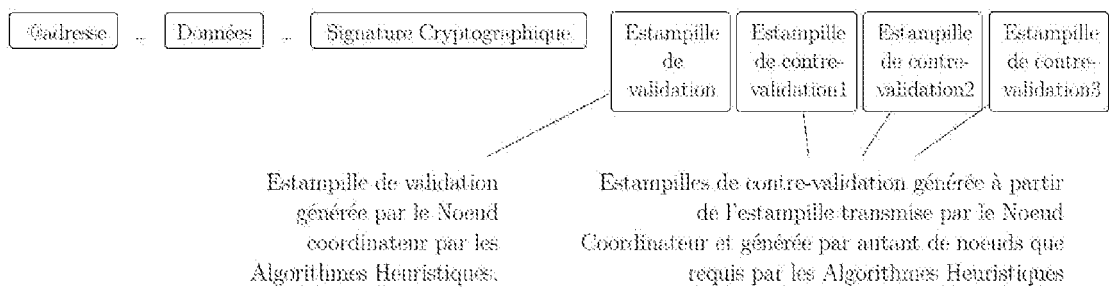 @adresse ... Données ... Signature Cryptographique
Estampille
de
validation
Estampille
de contre-
validation1
Estampille
de contre-
validation2
Estampille
de contre-
validation3
Estampille de validation
générée par le Noeud
coordinateur par les
Algorithmes Heuristiques.
Estampilles de contre-validation générée à partir
de l'estampille transmise par le Noeud
Coordinateur et générée par autant de noeuds que
requis par les Algorithmes Heuristiques